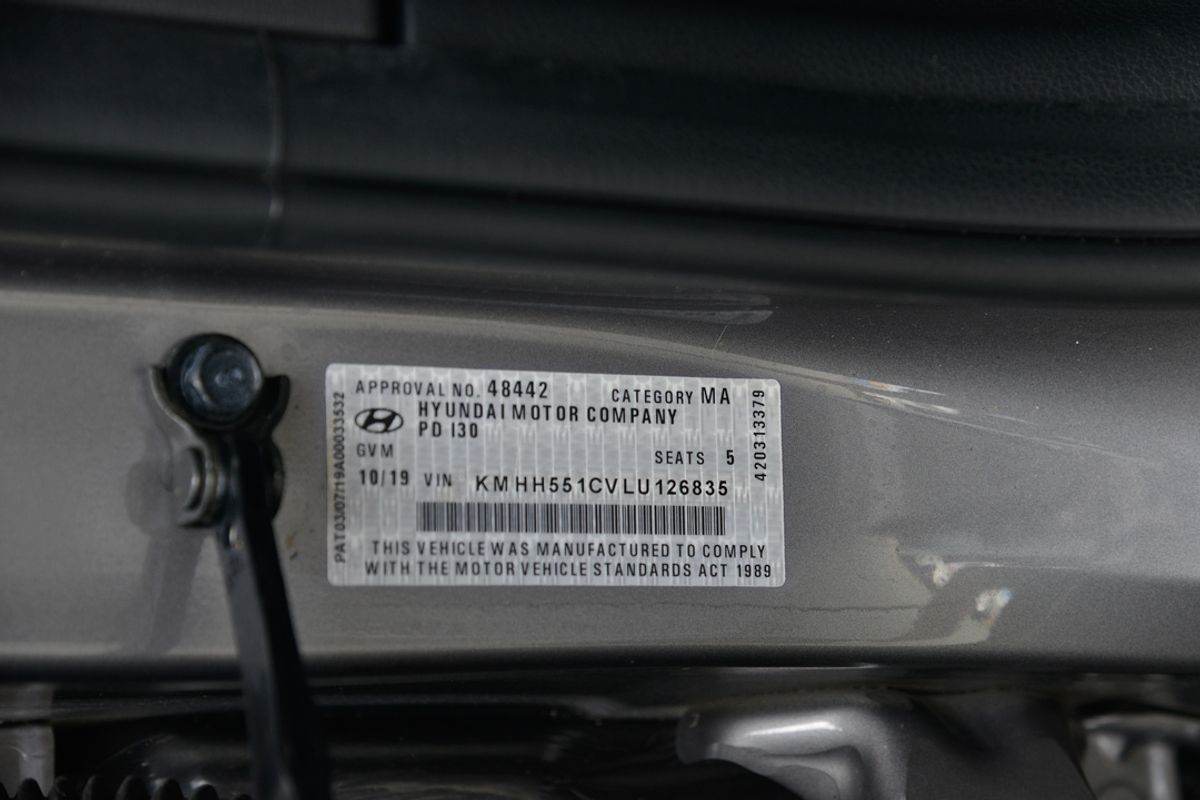 APPROVAL NO. 48442 CATEGORY MA
HYUNDAI MOTOR COMPANY
PD I30
GVM
SEATS 5
10/19 VIN KMHH551CVLU126835
THIS VEHICLE WAS MANUFACTURED TO COMPLY
WITH THE MOTOR VEHICLE STANDARDS ACT 1989
PAT03/07/19A00033532
420313379